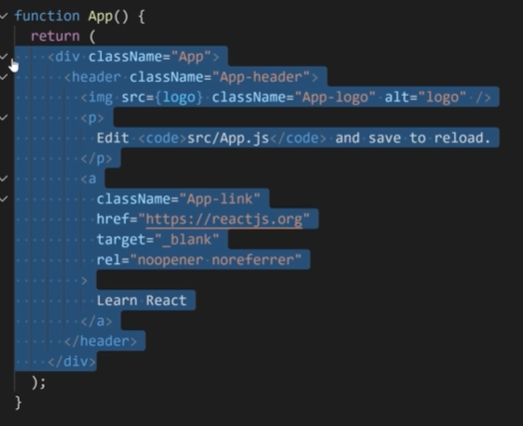 function App() {
  return (
    <div className="App">
      <header className="App-header">
        <img src={logo} className="App-logo" alt="logo" />
        <p>
          Edit <code>src/App.js</code> and save to reload.
        </p>
        <a
          className="App-link"
          href="https://reactjs.org"
          target="_blank"
          rel="noopener noreferrer"
        >
          Learn React
        </a>
      </header>
    </div>
  );
}